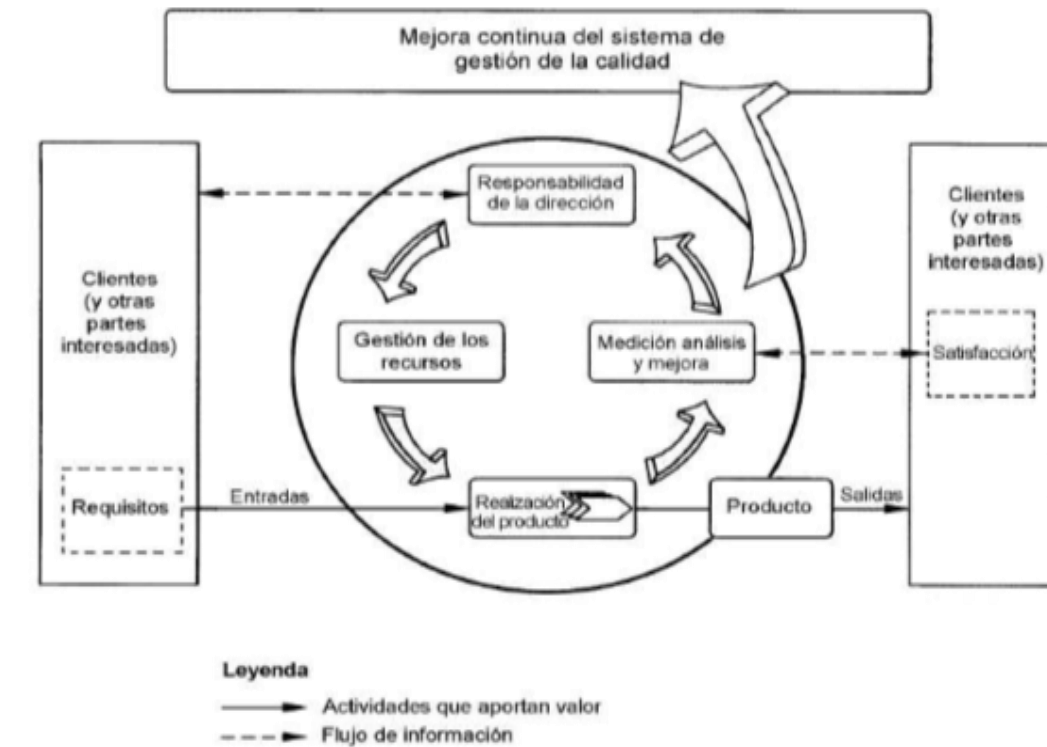 Mejora continua del sistema de
gestión de la calidad
Responsabilidad
de la dirección
Clientes
(y otras
partes
interesadas)
Clientes
(y otras
partes
interesadas)
Gestión de los
recursos
Medición análisis
y mejora
Satisfacción
Requisitos
Entradas
Realzación
del producto
Producto
Salidas
Leyenda
Actividades que aportan valor
Flujo de información